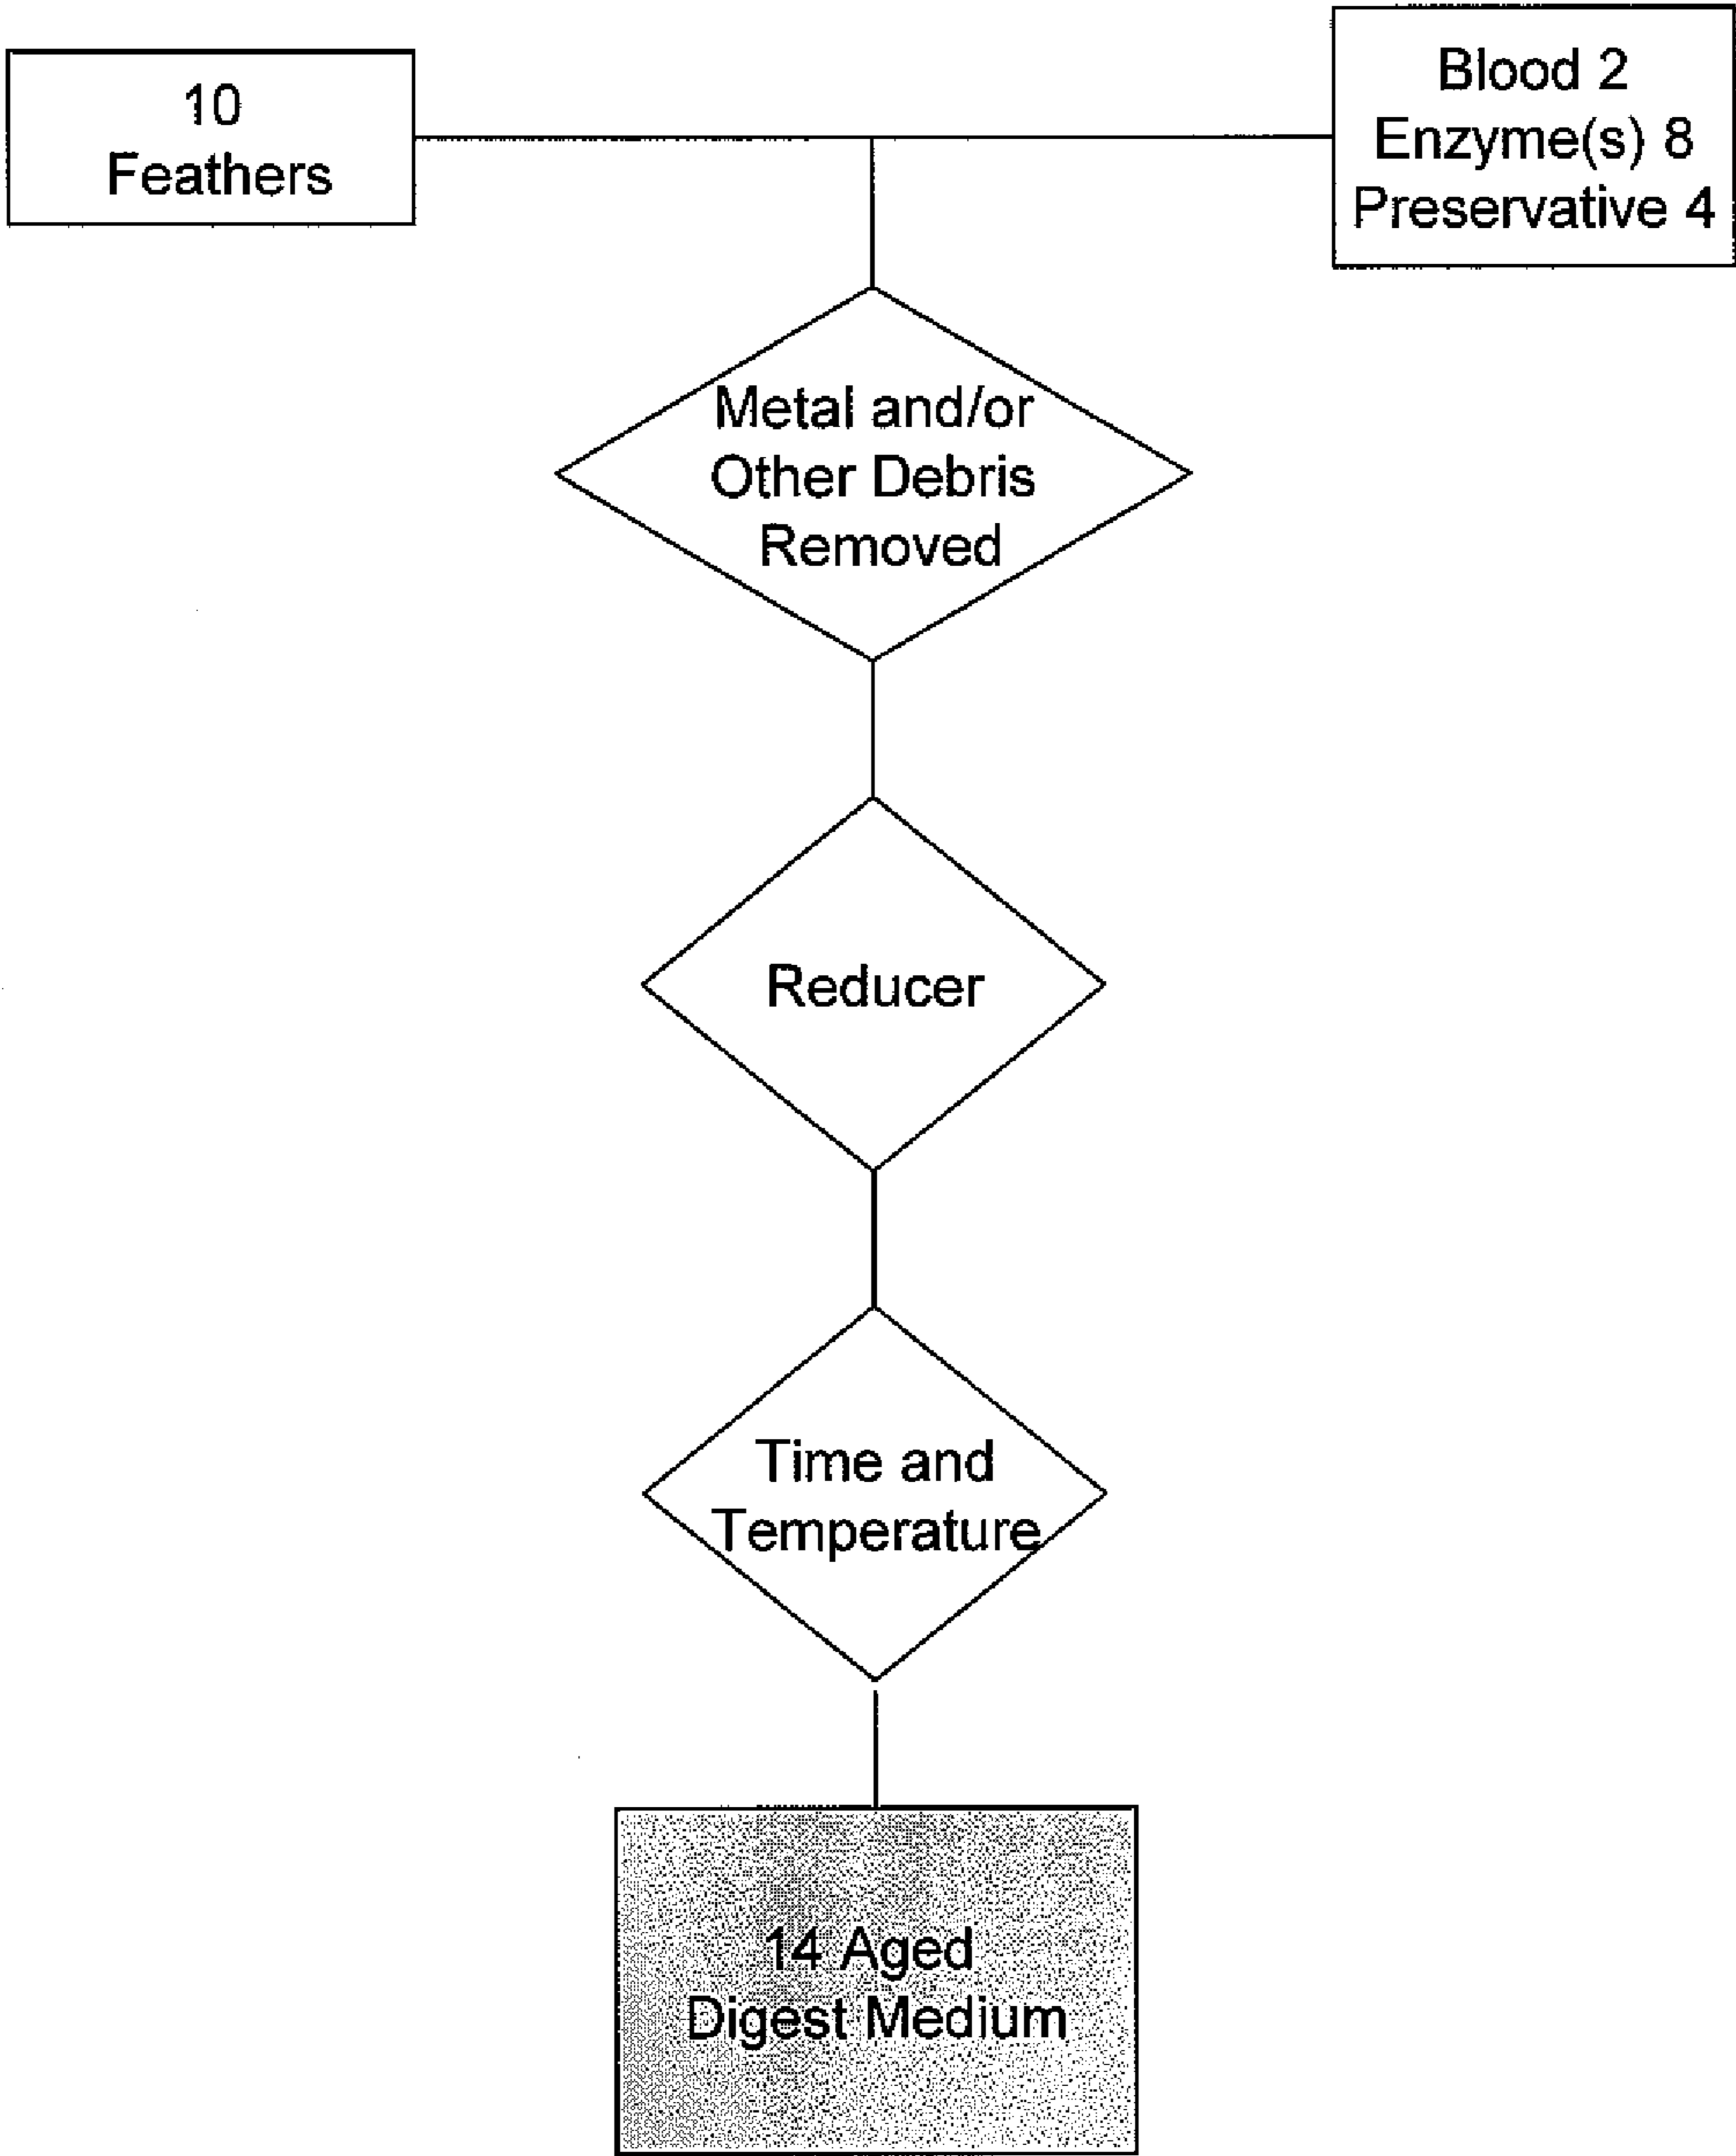 10
Feathers
Blood 2
Enzyme(s) 8
Preservative 4
Metal and/or
Other Debris
Removed
Reducer
Time and
Temperature
14 Aged
Digest Medium